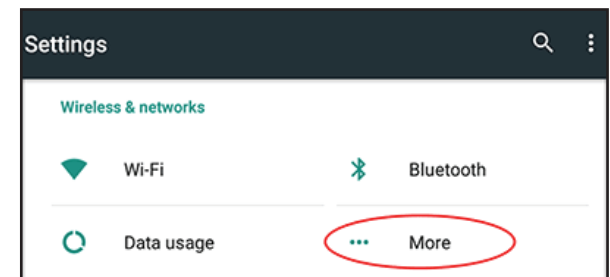 Settings
Wireless & networks
Wi-Fi Bluetooth
Data usage More